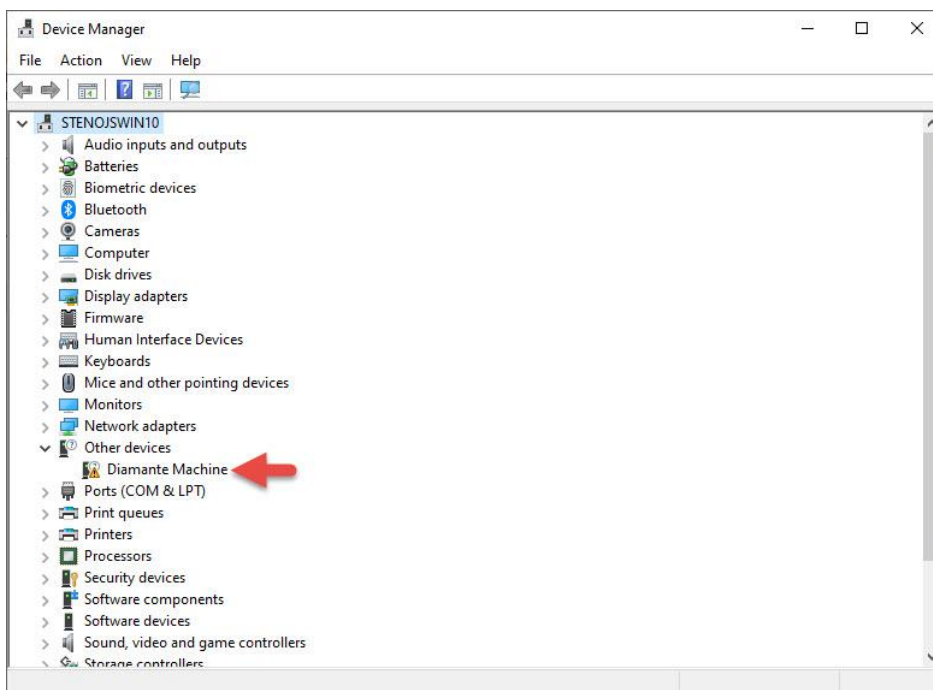 Device Manager
File Action View Help
STENOJSWIN10
Audio inputs and outputs
Batteries
Biometric devices
Bluetooth
Cameras
Computer
Disk drives
Display adapters
Firmware
Human Interface Devices
Keyboards
Mice and other pointing devices
Monitors
Network adapters
Other devices
Diamante Machine
Ports (COM & LPT)
Print queues
Printers
Processors
Security devices
Software components
Software devices
Sound, video and game controllers
Storage controllers